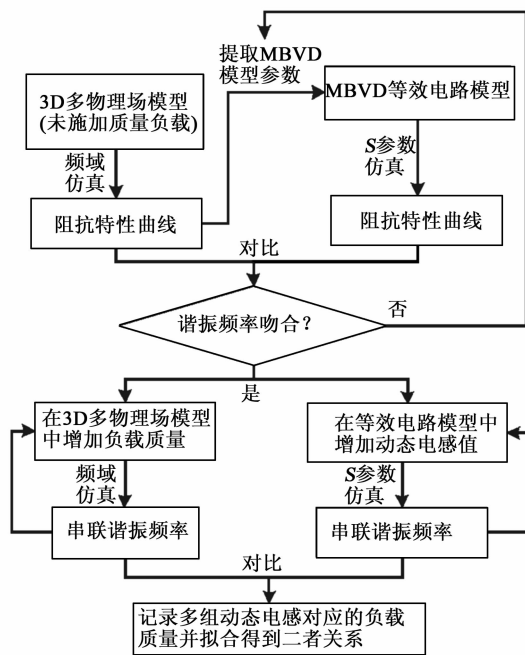 提取MBVD
模型参数
3D多物理场模型
(未施加质量负载)
MBVD等效电路模型
频域
仿真
S参数
仿真
阻抗特性曲线
阻抗特性曲线
对比
谐振频率吻合?
否
是
在3D多物理场模型
中增加负载质量
在等效电路模型中
增加动态电感值
频域
仿真
S参数
仿真
串联谐振频率
串联谐振频率
对比
记录多组动态电感对应的负载
质量并拟合得到二者关系